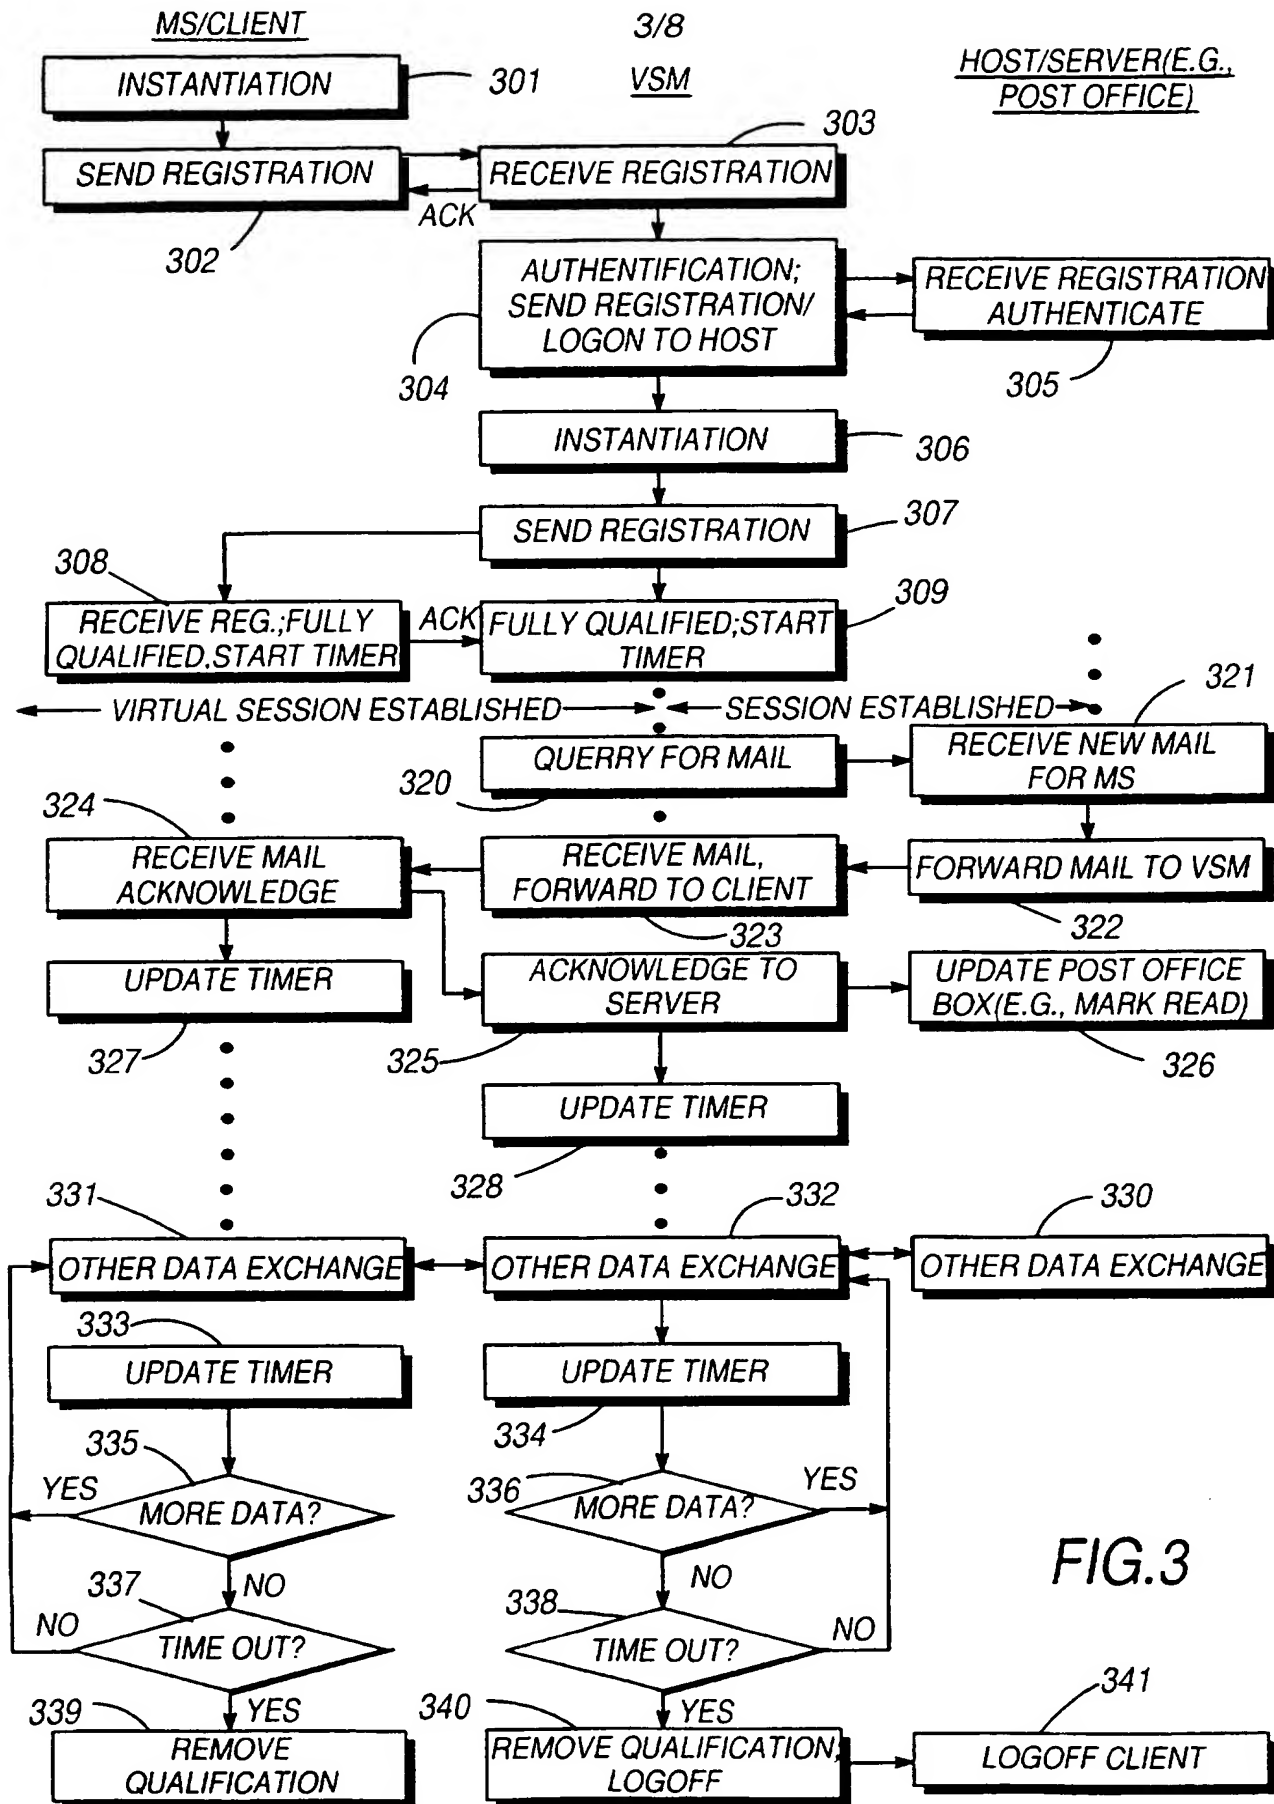 MS/CLIENT
3/8
VSM
HOST/SERVER(E.G.,
POST OFFICE)
INSTANTIATION
301
303
SEND REGISTRATION
RECEIVE REGISTRATION
ACK
302
AUTHENTIFICATION;
SEND REGISTRATION/
LOGON TO HOST
304
RECEIVE REGISTRATION
AUTHENTICATE
305
INSTANTIATION
306
SEND REGISTRATION
307
308
RECEIVE REG.;FULLY
QUALIFIED.START TIMER
ACK
FULLY QUALIFIED;START
TIMER
309
VIRTUAL SESSION ESTABLISHED
SESSION ESTABLISHED
321
QUERRY FOR MAIL
320
RECEIVE NEW MAIL
FOR MS
324
RECEIVE MAIL
ACKNOWLEDGE
RECEIVE MAIL,
FORWARD TO CLIENT
323
FORWARD MAIL TO VSM
322
UPDATE TIMER
327
ACKNOWLEDGE TO
SERVER
325
UPDATE POST OFFICE
BOX(E.G., MARK READ)
326
UPDATE TIMER
328
331
332
330
OTHER DATA EXCHANGE
OTHER DATA EXCHANGE
OTHER DATA EXCHANGE
333
UPDATE TIMER
UPDATE TIMER
334
335
YES
MORE DATA?
NO
336
YES
MORE DATA?
NO
FIG.3
337
NO
TIME OUT?
YES
338
NO
TIME OUT?
YES
339
REMOVE
QUALIFICATION
340
REMOVE QUALIFICATION,
LOGOFF
341
LOGOFF CLIENT